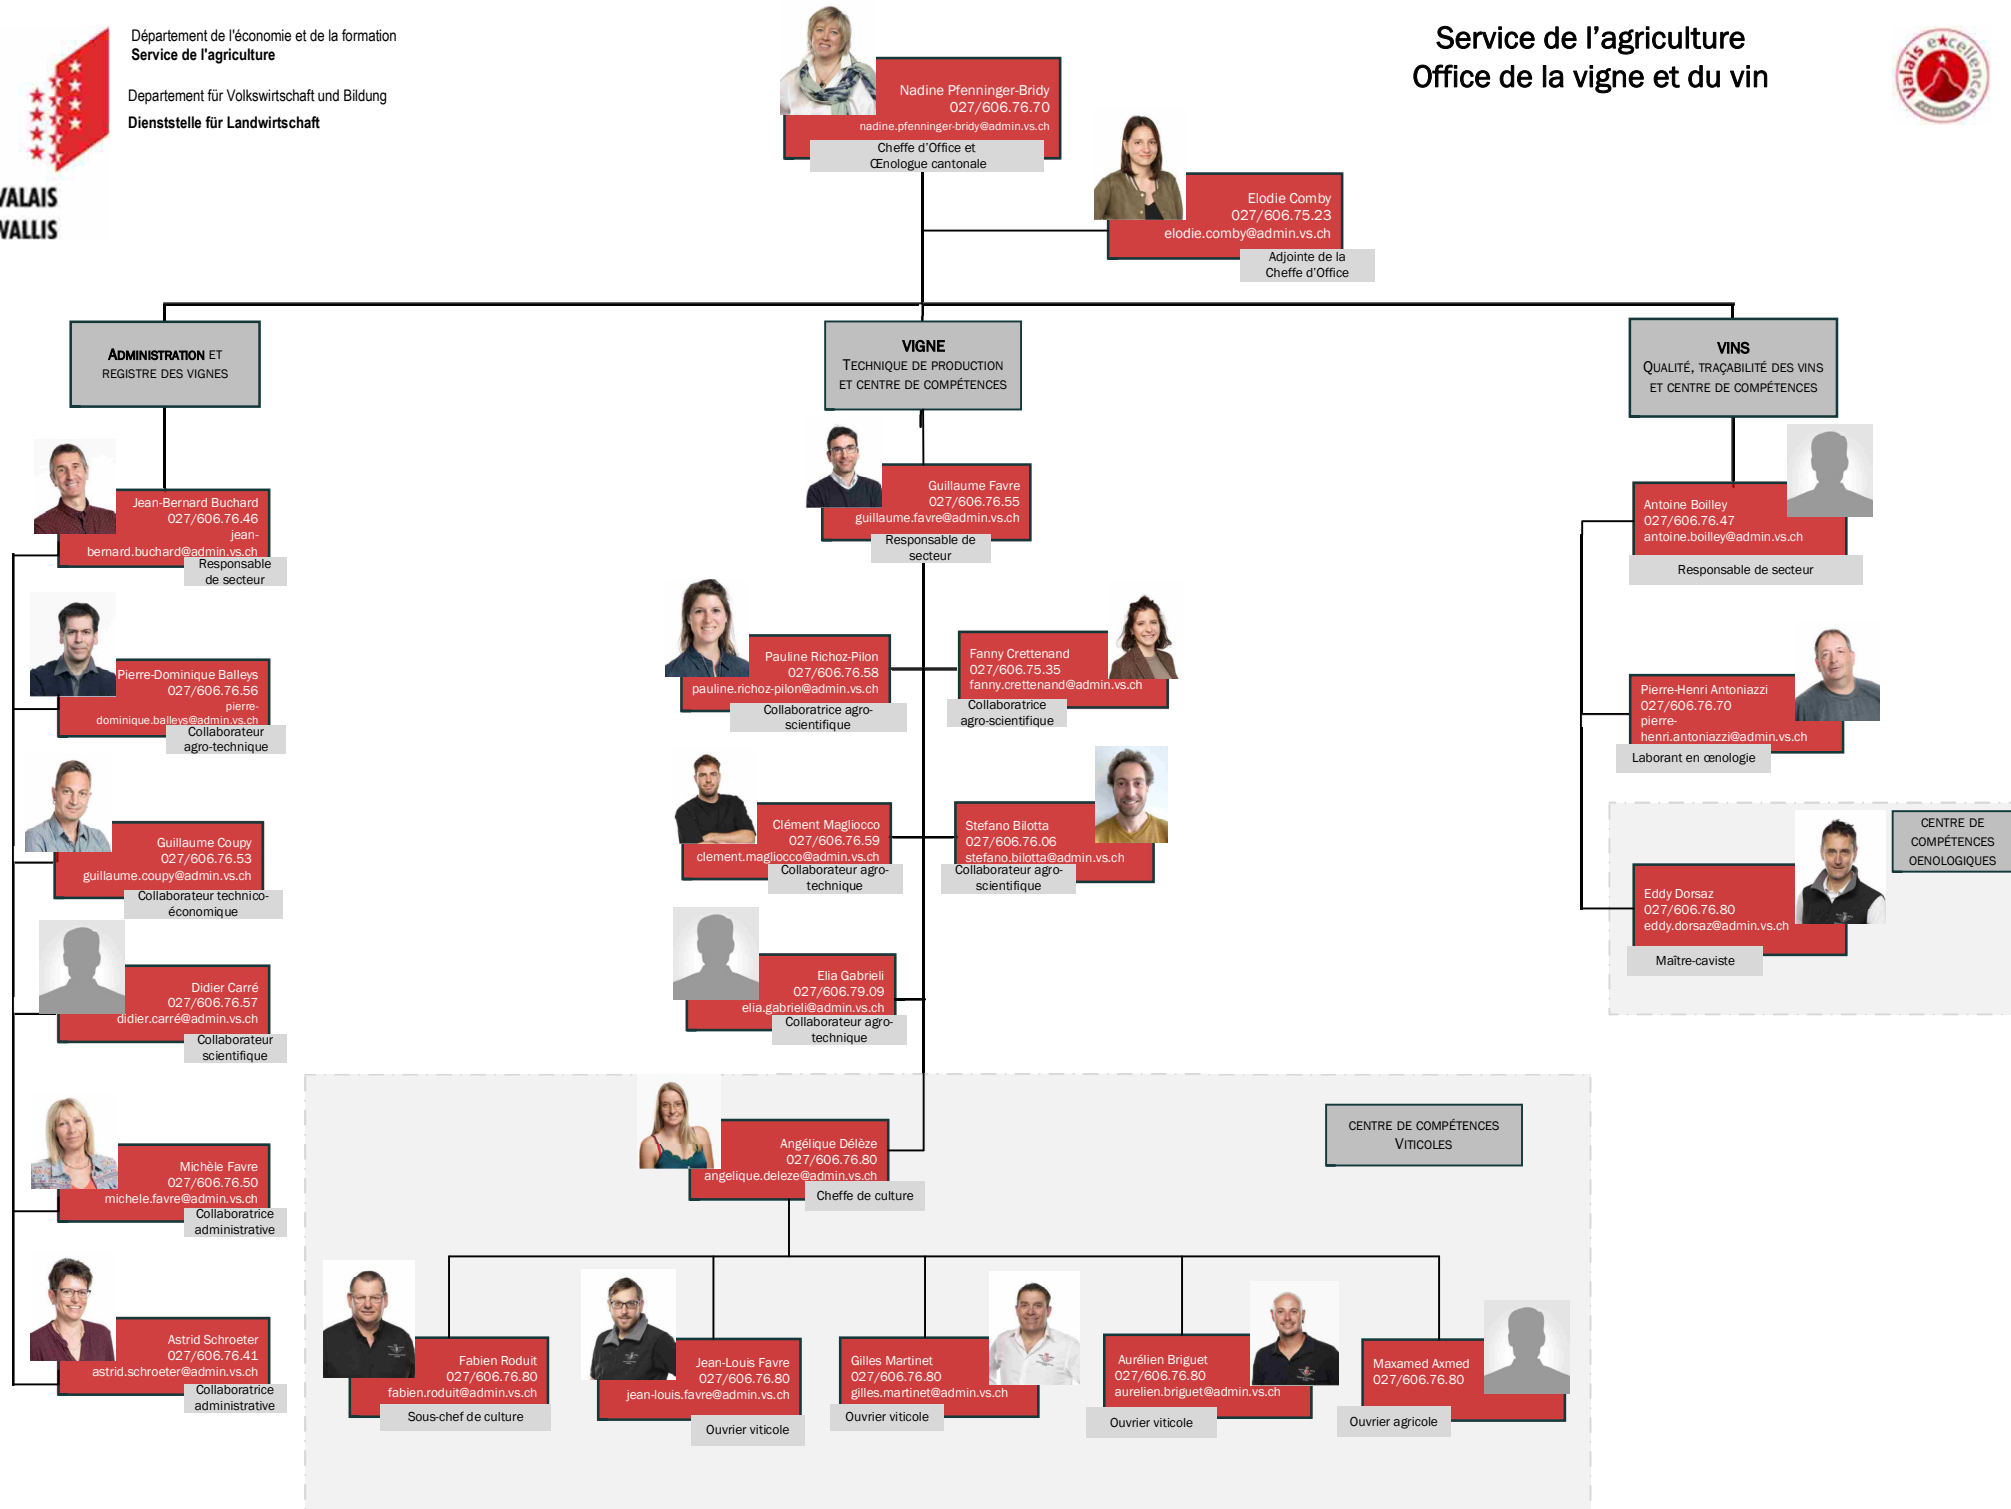 Département de l'économie et de la formation
Service de l'agriculture
Departement für Volkswirtschaft und Bildung
Dienststelle für Landwirtschaft
VALAIS
WALLIS
Service de l'agriculture
Office de la vigne et du vin
Valais excellence
Nadine Pfenninger-Bridy
027/606.76.70
nadine.pfenninger-bridy@admin.vs.ch
Cheffe d'Office et
Œnologue cantonale
Elodie Comby
027/606.75.23
elodie.comby@admin.vs.ch
Adjointe de la
Cheffe d'Office
ADMINISTRATION ET
REGISTRE DES VIGNES
Jean-Bernard Buchard
027/606.76.46
jean-
bernard.buchard@admin.vs.ch
Responsable
de secteur
Pierre-Dominique Balleys
027/606.76.56
pierre-
dominique.balleys@admin.vs.ch
Collaborateur
agro-technique
Guillaume Coupy
027/606.76.53
guillaume.coupy@admin.vs.ch
Collaborateur technico-
économique
Didier Carré
027/606.76.57
didier.carré@admin.vs.ch
Collaborateur
scientifique
Michèle Favre
027/606.76.50
michele.favre@admin.vs.ch
Collaboratrice
administrative
Astrid Schroeter
027/606.76.41
astrid.schroeter@admin.vs.ch
Collaboratrice
administrative
VIGNE
TECHNIQUE DE PRODUCTION
ET CENTRE DE COMPÉTENCES
Guillaume Favre
027/606.76.55
guillaume.favre@admin.vs.ch
Responsable de
secteur
Pauline Richoz-Pilon
027/606.76.58
pauline.richoz-pilon@admin.vs.ch
Collaboratrice agro-
scientifique
Fanny Crettenand
027/606.75.35
fanny.crettenand@admin.vs.ch
Collaboratrice
agro-scientifique
Clément Magliocco
027/606.76.59
clement.magliocco@admin.vs.ch
Collaborateur agro-
technique
Stefano Bilotta
027/606.76.06
stefano.bilotta@admin.vs.ch
Collaborateur agro-
scientifique
Elia Gabrieli
027/606.79.09
elia.gabrieli@admin.vs.ch
Collaborateur agro-
technique
Angélique Délèze
027/606.76.80
angelique.deleze@admin.vs.ch
Cheffe de culture
CENTRE DE COMPÉTENCES
VITICOLES
Fabien Roduit
027/606.76.80
fabien.roduit@admin.vs.ch
Sous-chef de culture
Jean-Louis Favre
027/606.76.80
jean-louis.favre@admin.vs.ch
Ouvrier viticole
Gilles Martinet
027/606.76.80
gilles.martinet@admin.vs.ch
Ouvrier viticole
Aurélien Briguet
027/606.76.80
aurelien.briguet@admin.vs.ch
Ouvrier viticole
Maxamed Axmed
027/606.76.80
Ouvrier agricole
VINS
QUALITÉ, TRAÇABILITÉ DES VINS
ET CENTRE DE COMPÉTENCES
Antoine Boilley
027/606.76.47
antoine.boilley@admin.vs.ch
Responsable de secteur
Pierre-Henri Antoniazzi
027/606.76.70
pierre-
henri.antoniazzi@admin.vs.ch
Laborant en œnologie
CENTRE DE
COMPÉTENCES
OENOLOGIQUES
Eddy Dorsaz
027/606.76.80
eddy.dorsaz@admin.vs.ch
Maître-caviste